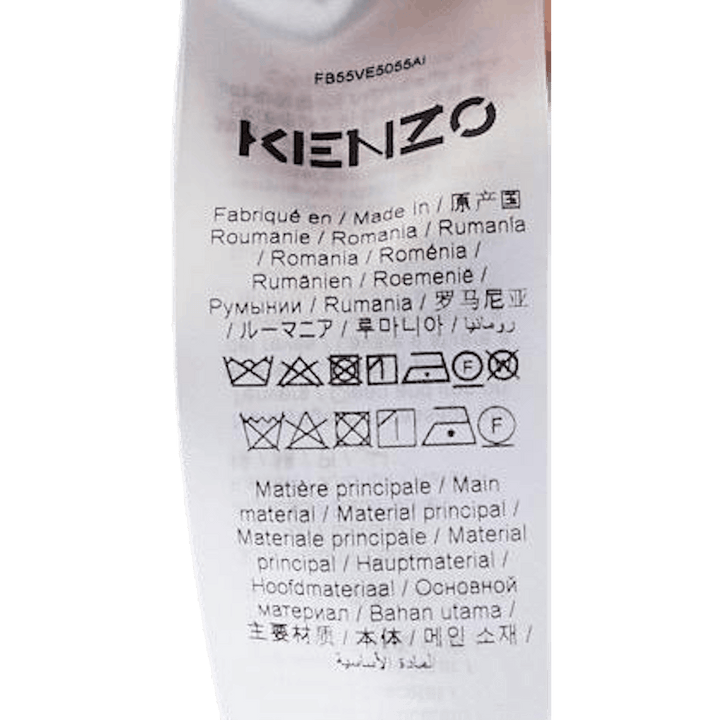 FB55VE5055AI
KENZO
Fabriqué en / Made in / 原产国
Roumanie / Romania / Rumanía
/ Romania / Roménia /
Rumänien / Roemenië /
Румынии / Rumania / 罗马尼亚
/ ルーマニア / 루마니아 / رومانيا
F
F
Matière principale / Main
material / Material principal /
Materiale principale / Material
principal / Hauptmaterial /
Hoofdmateriaal / Основной
материал / Bahan utama /
主要材质 / 本体 / 메인 소재 /
المادة الأساسية